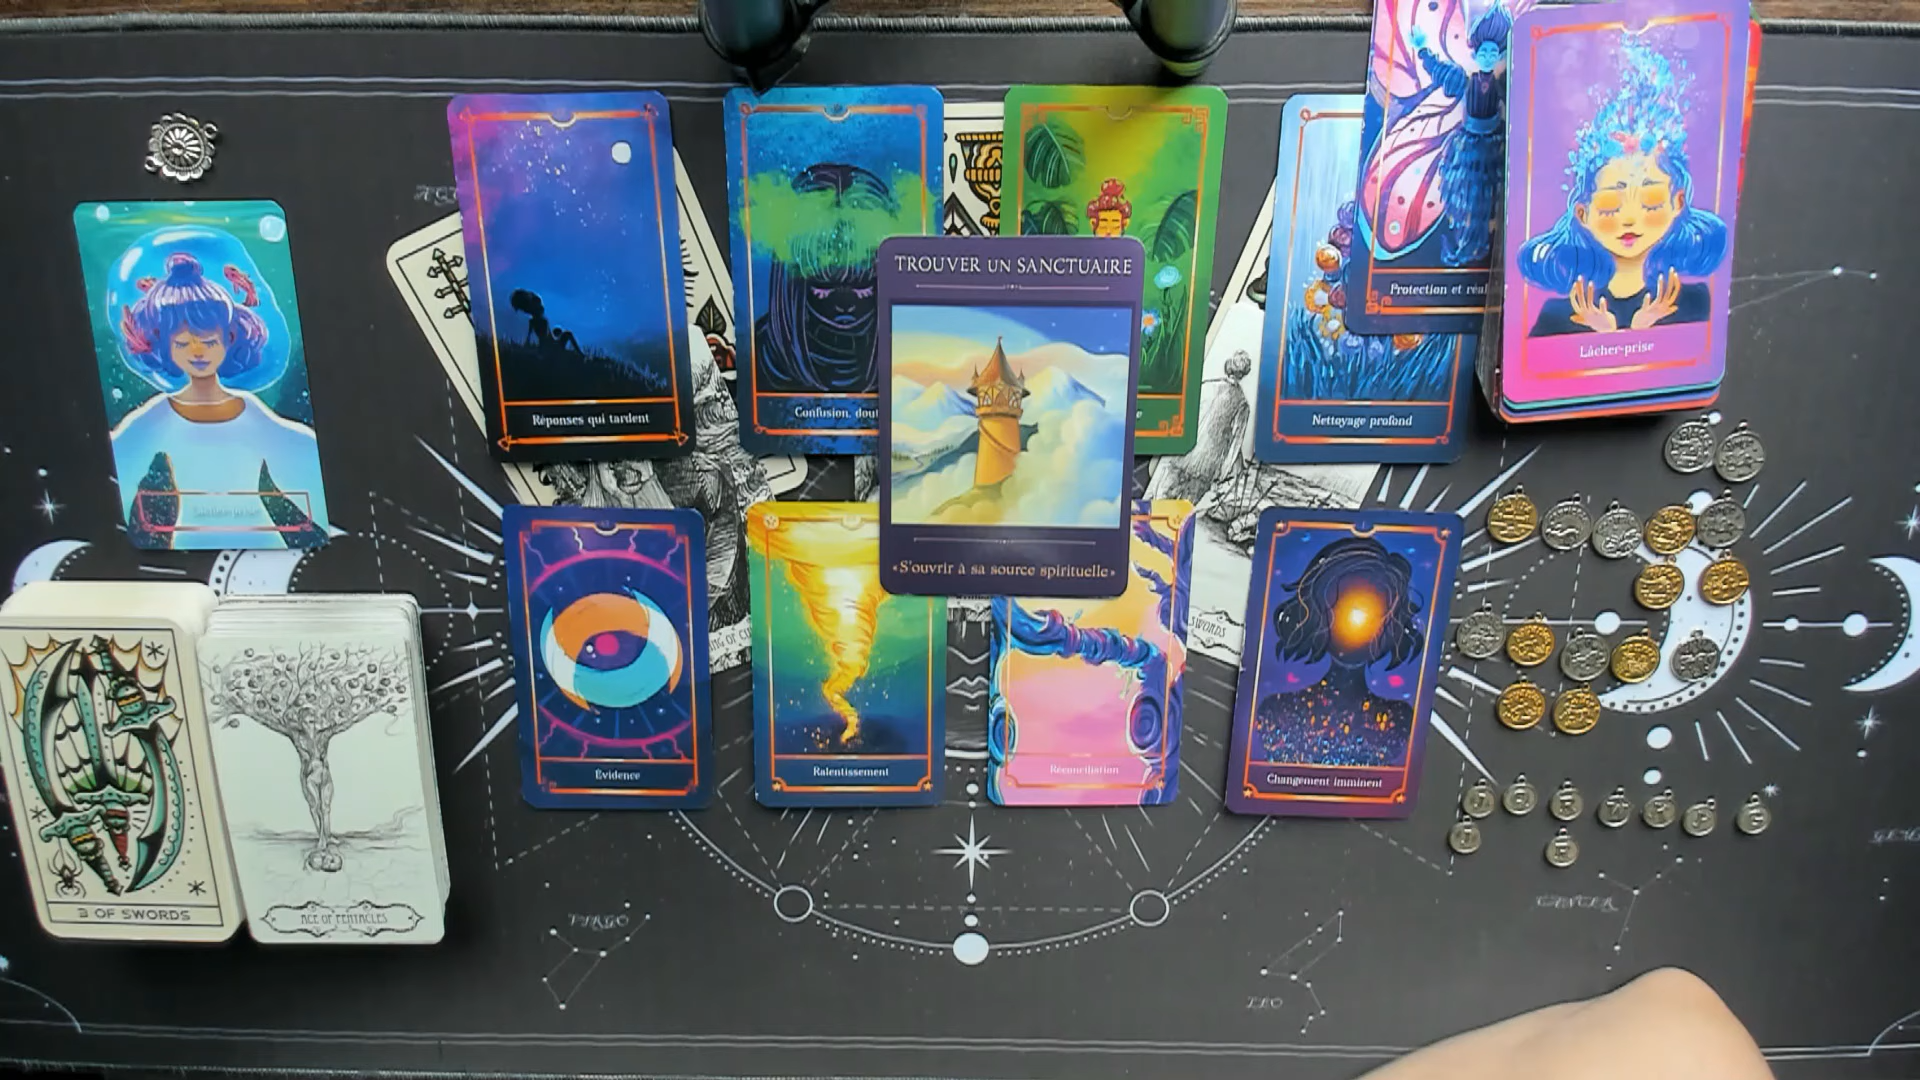 Réponses qui tardent
Confusion, dout
TROUVER UN SANCTUAIRE
«S'ouvrir à sa source spirituelle»
Nettoyage profond
Protection et réal
Lâcher-prise
Évidence
Ralentissement
Réconciliation
Changement imminent
SWORDS
3 OF SWORDS
ACE OF PENTACLES
VIRGO
LEO
CANCER